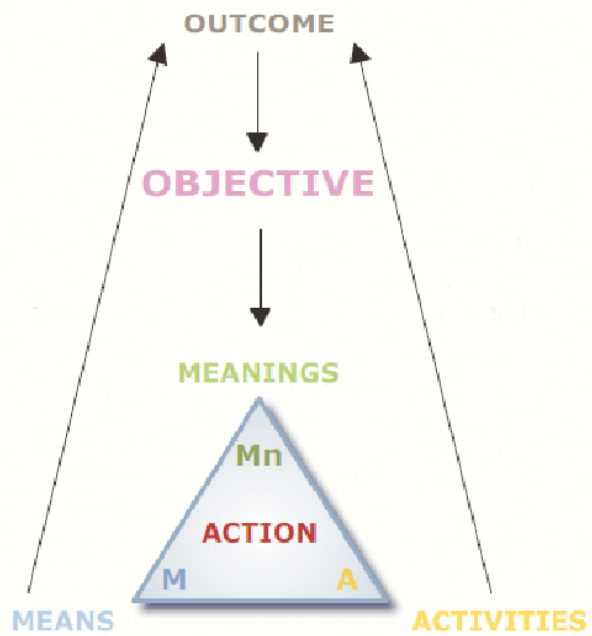 OUTCOME
OBJECTIVE
MEANINGS
Mn
ACTION
M
A
MEANS
ACTIVITIES